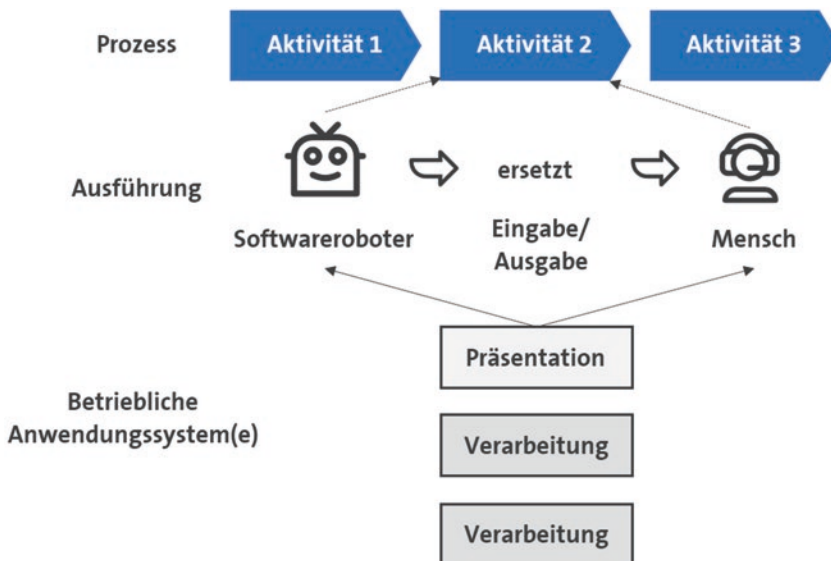 Prozess
Aktivität 1
Aktivität 2
Aktivität 3
Ausführung
ersetzt
Softwareroboter
Eingabe/
Ausgabe
Mensch
Präsentation
Betriebliche
Anwendungssystem(e)
Verarbeitung
Verarbeitung